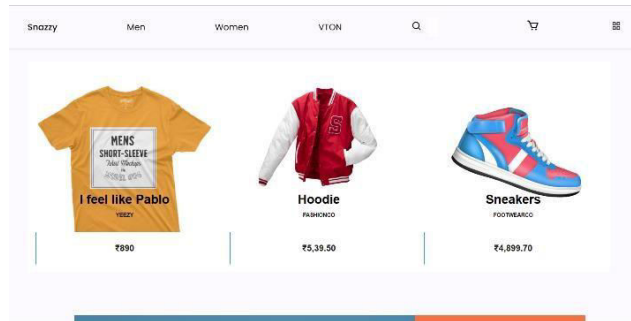 Snazzy Men Women VTON
MENS
SHORT-SLEEVE
I feel like Pablo
YEEZY
₹890
S
Hoodie
FASHIONCO
₹5,39.50
Sneakers
FOOTWEARCO
₹4,899.70